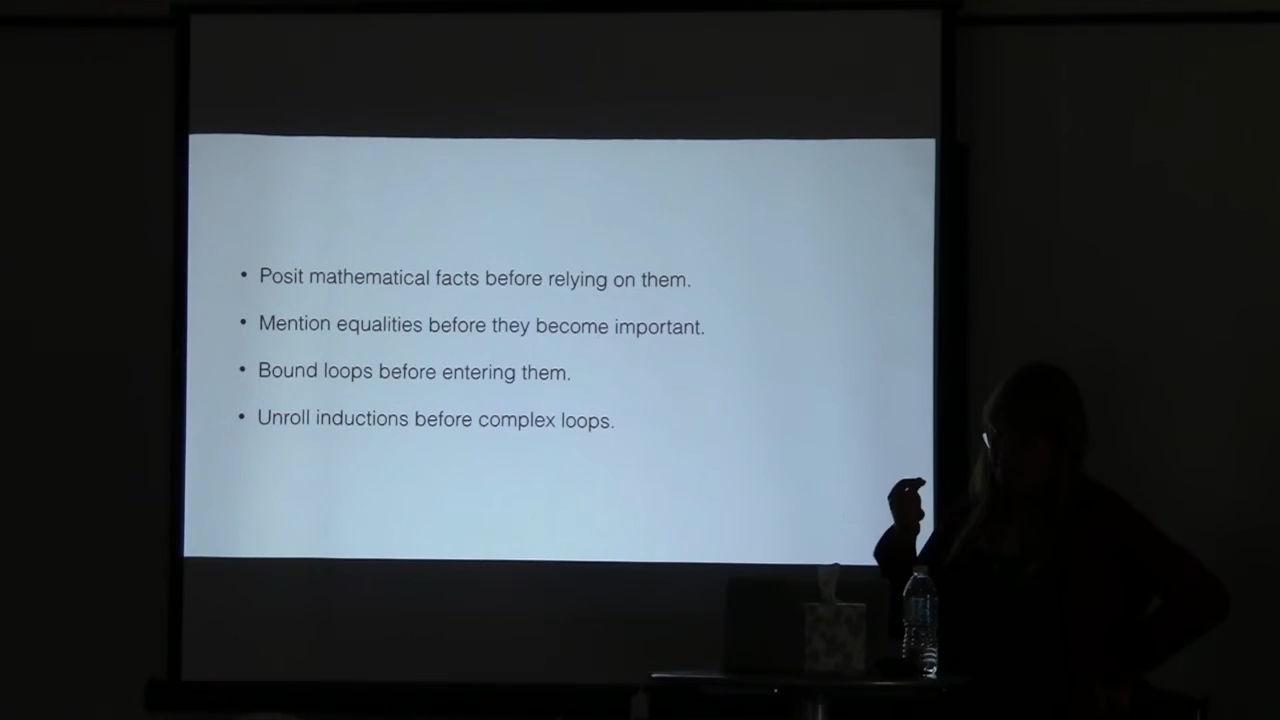 • Posit mathematical facts before relying on them.
• Mention equalities before they become important.
• Bound loops before entering them.
• Unroll inductions before complex loops.